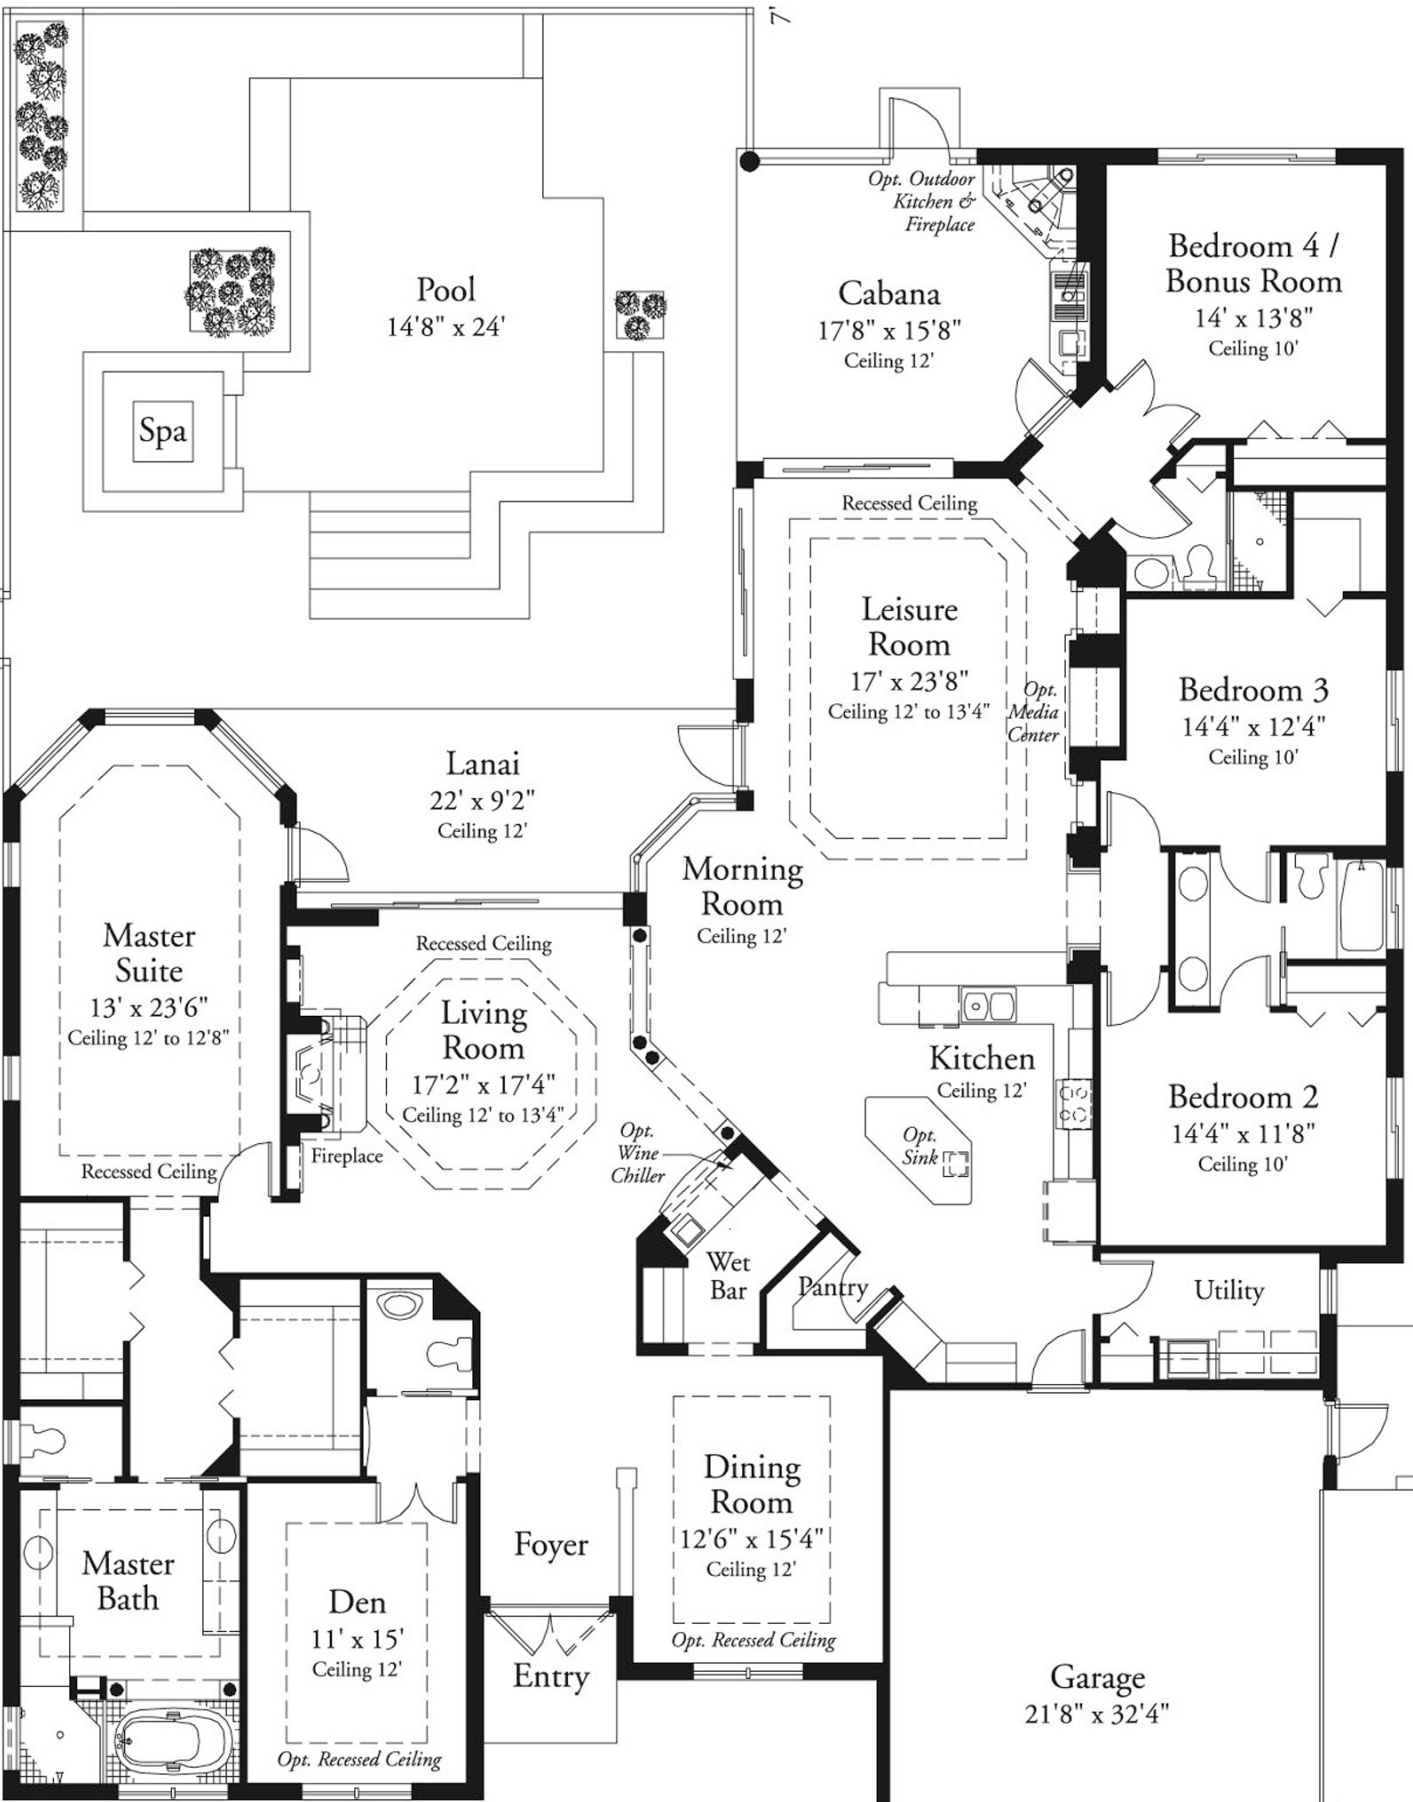 7'
Opt. Outdoor
Kitchen &
Fireplace
Bedroom 4 /
Bonus Room
14' x 13'8"
Ceiling 10'
Pool
14'8" x 24'
Cabana
17'8" x 15'8"
Ceiling 12'
Spa
Recessed Ceiling
Leisure
Room
17' x 23'8"
Ceiling 12' to 13'4"
Opt.
Media
Center
Bedroom 3
14'4" x 12'4"
Ceiling 10'
Lanai
22' x 9'2"
Ceiling 12'
Morning
Room
Ceiling 12'
Master
Suite
13' x 23'6"
Ceiling 12' to 12'8"
Recessed Ceiling
Recessed Ceiling
Living
Room
17'2" x 17'4"
Ceiling 12' to 13'4"
Fireplace
Kitchen
Ceiling 12'
Opt.
Sink
Bedroom 2
14'4" x 11'8"
Ceiling 10'
Opt.
Wine
Chiller
Wet
Bar
Pantry
Utility
Dining
Room
12'6" x 15'4"
Ceiling 12'
Opt. Recessed Ceiling
Foyer
Entry
Master
Bath
Den
11' x 15'
Ceiling 12'
Opt. Recessed Ceiling
Garage
21'8" x 32'4"